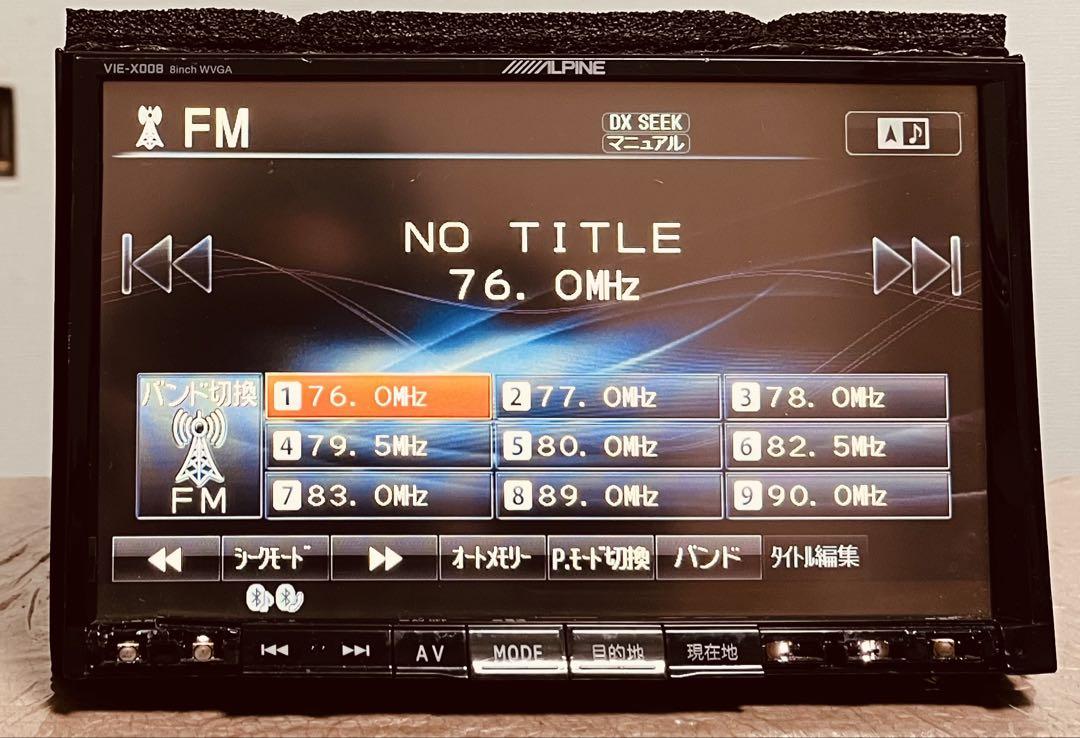 VIE-X008 8inch WVGA
ALPINE
FM
DX SEEK
マニュアル
NO TITLE
76.0MHz
バンド切換
FM
1 76.0MHz
2 77.0MHz
3 78.0MHz
4 79.5MHz
5 80.0MHz
6 82.5MHz
7 83.0MHz
8 89.0MHz
9 90.0MHz
シークモード
オートメモリー
P.モード切換
バンド
タイトル編集
AV
MODE
目的地
現在地